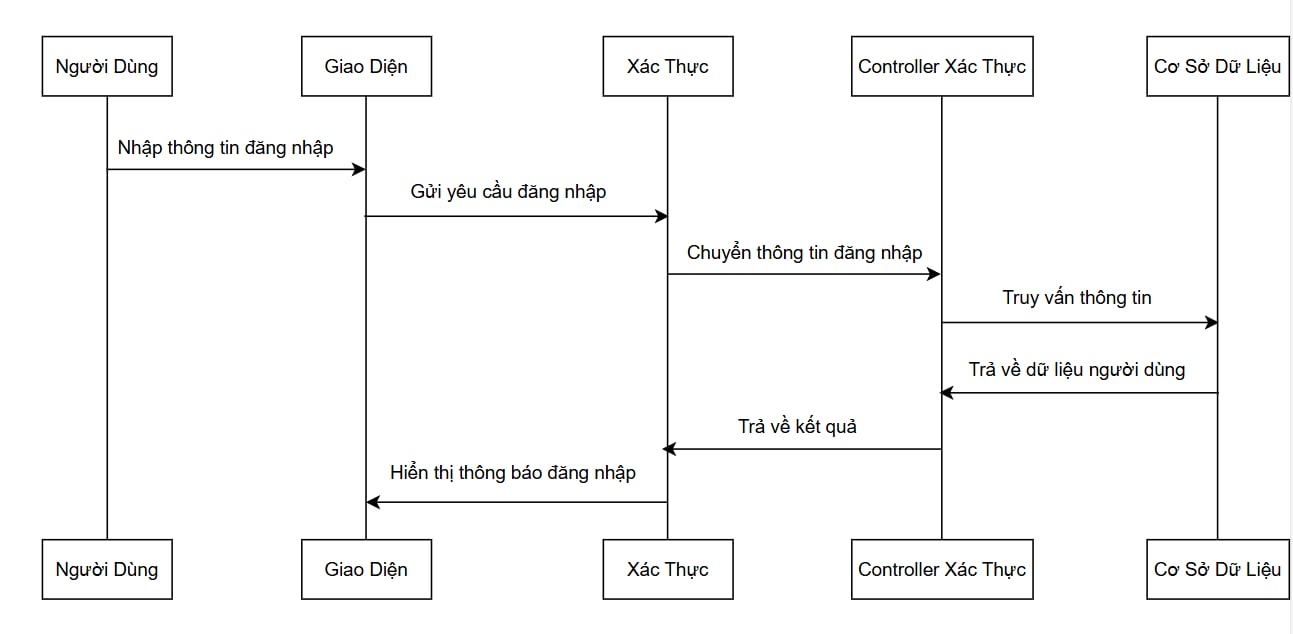 Người Dùng
Giao Diện
Xác Thực
Controller Xác Thực
Cơ Sở Dữ Liệu
Nhập thông tin đăng nhập
Gửi yêu cầu đăng nhập
Chuyển thông tin đăng nhập
Truy vấn thông tin
Trả về dữ liệu người dùng
Trả về kết quả
Hiển thị thông báo đăng nhập
Người Dùng
Giao Diện
Xác Thực
Controller Xác Thực
Cơ Sở Dữ Liệu